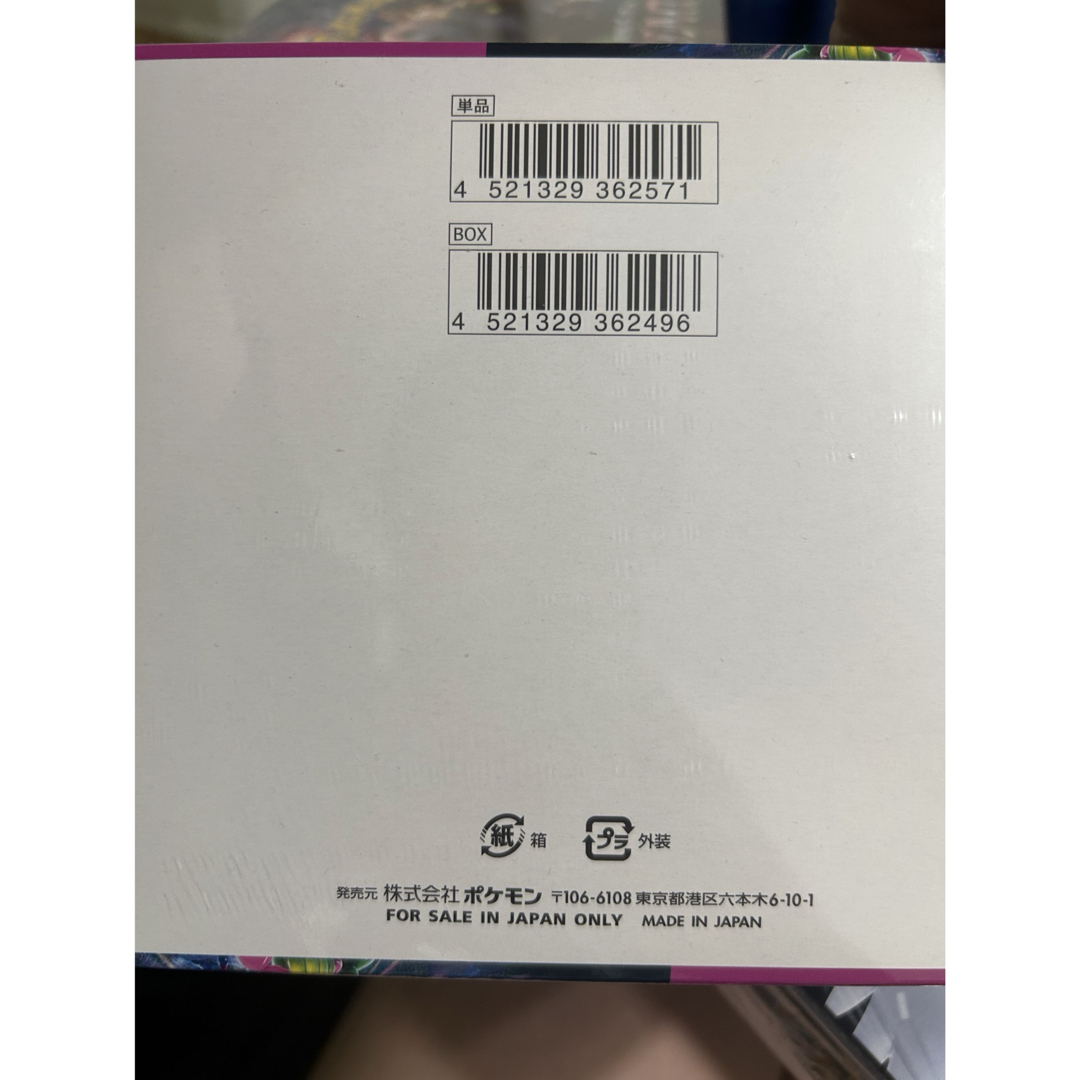 単品
4 521329 362571
BOX
4 521329 362496
紙 箱 プラ 外装
発売元 株式会社 ポケモン 〒106-6108 東京都港区六本木6-10-1
FOR SALE IN JAPAN ONLY MADE IN JAPAN